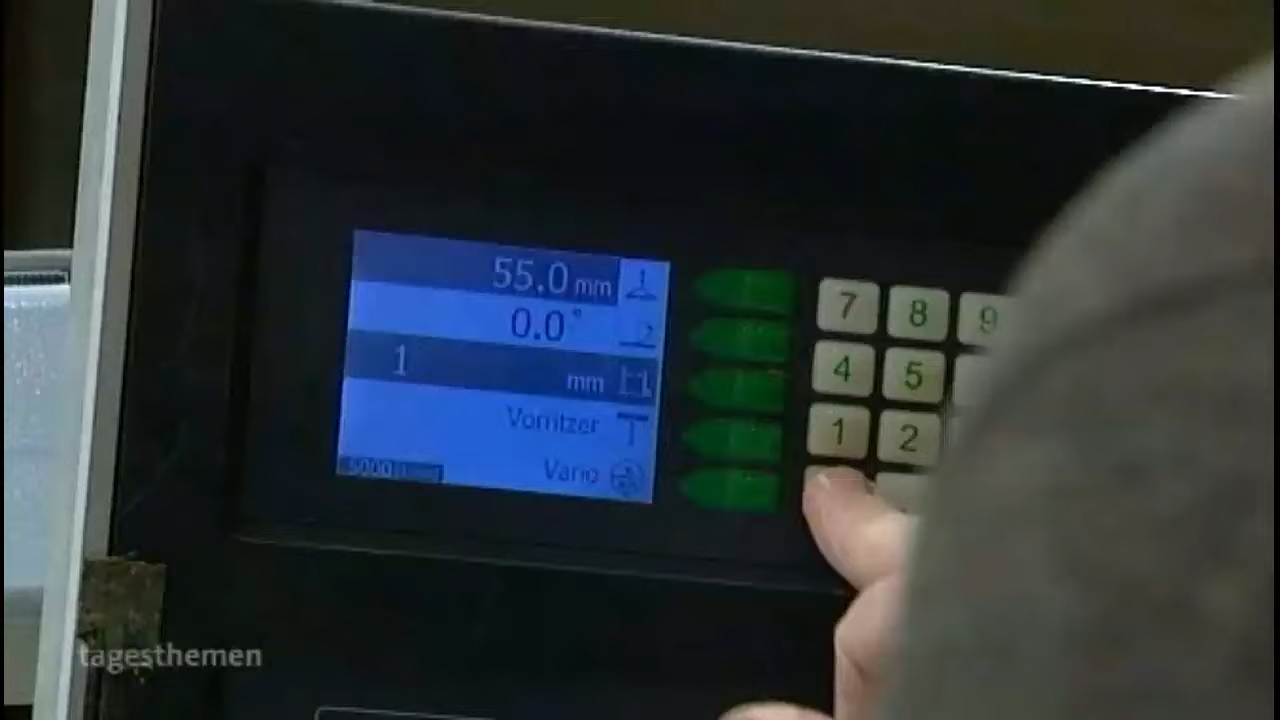 55.0 mm
0.0°
1 mm
Vorritzer
Vario
7 8 9
4 5
1 2
tagesthemen